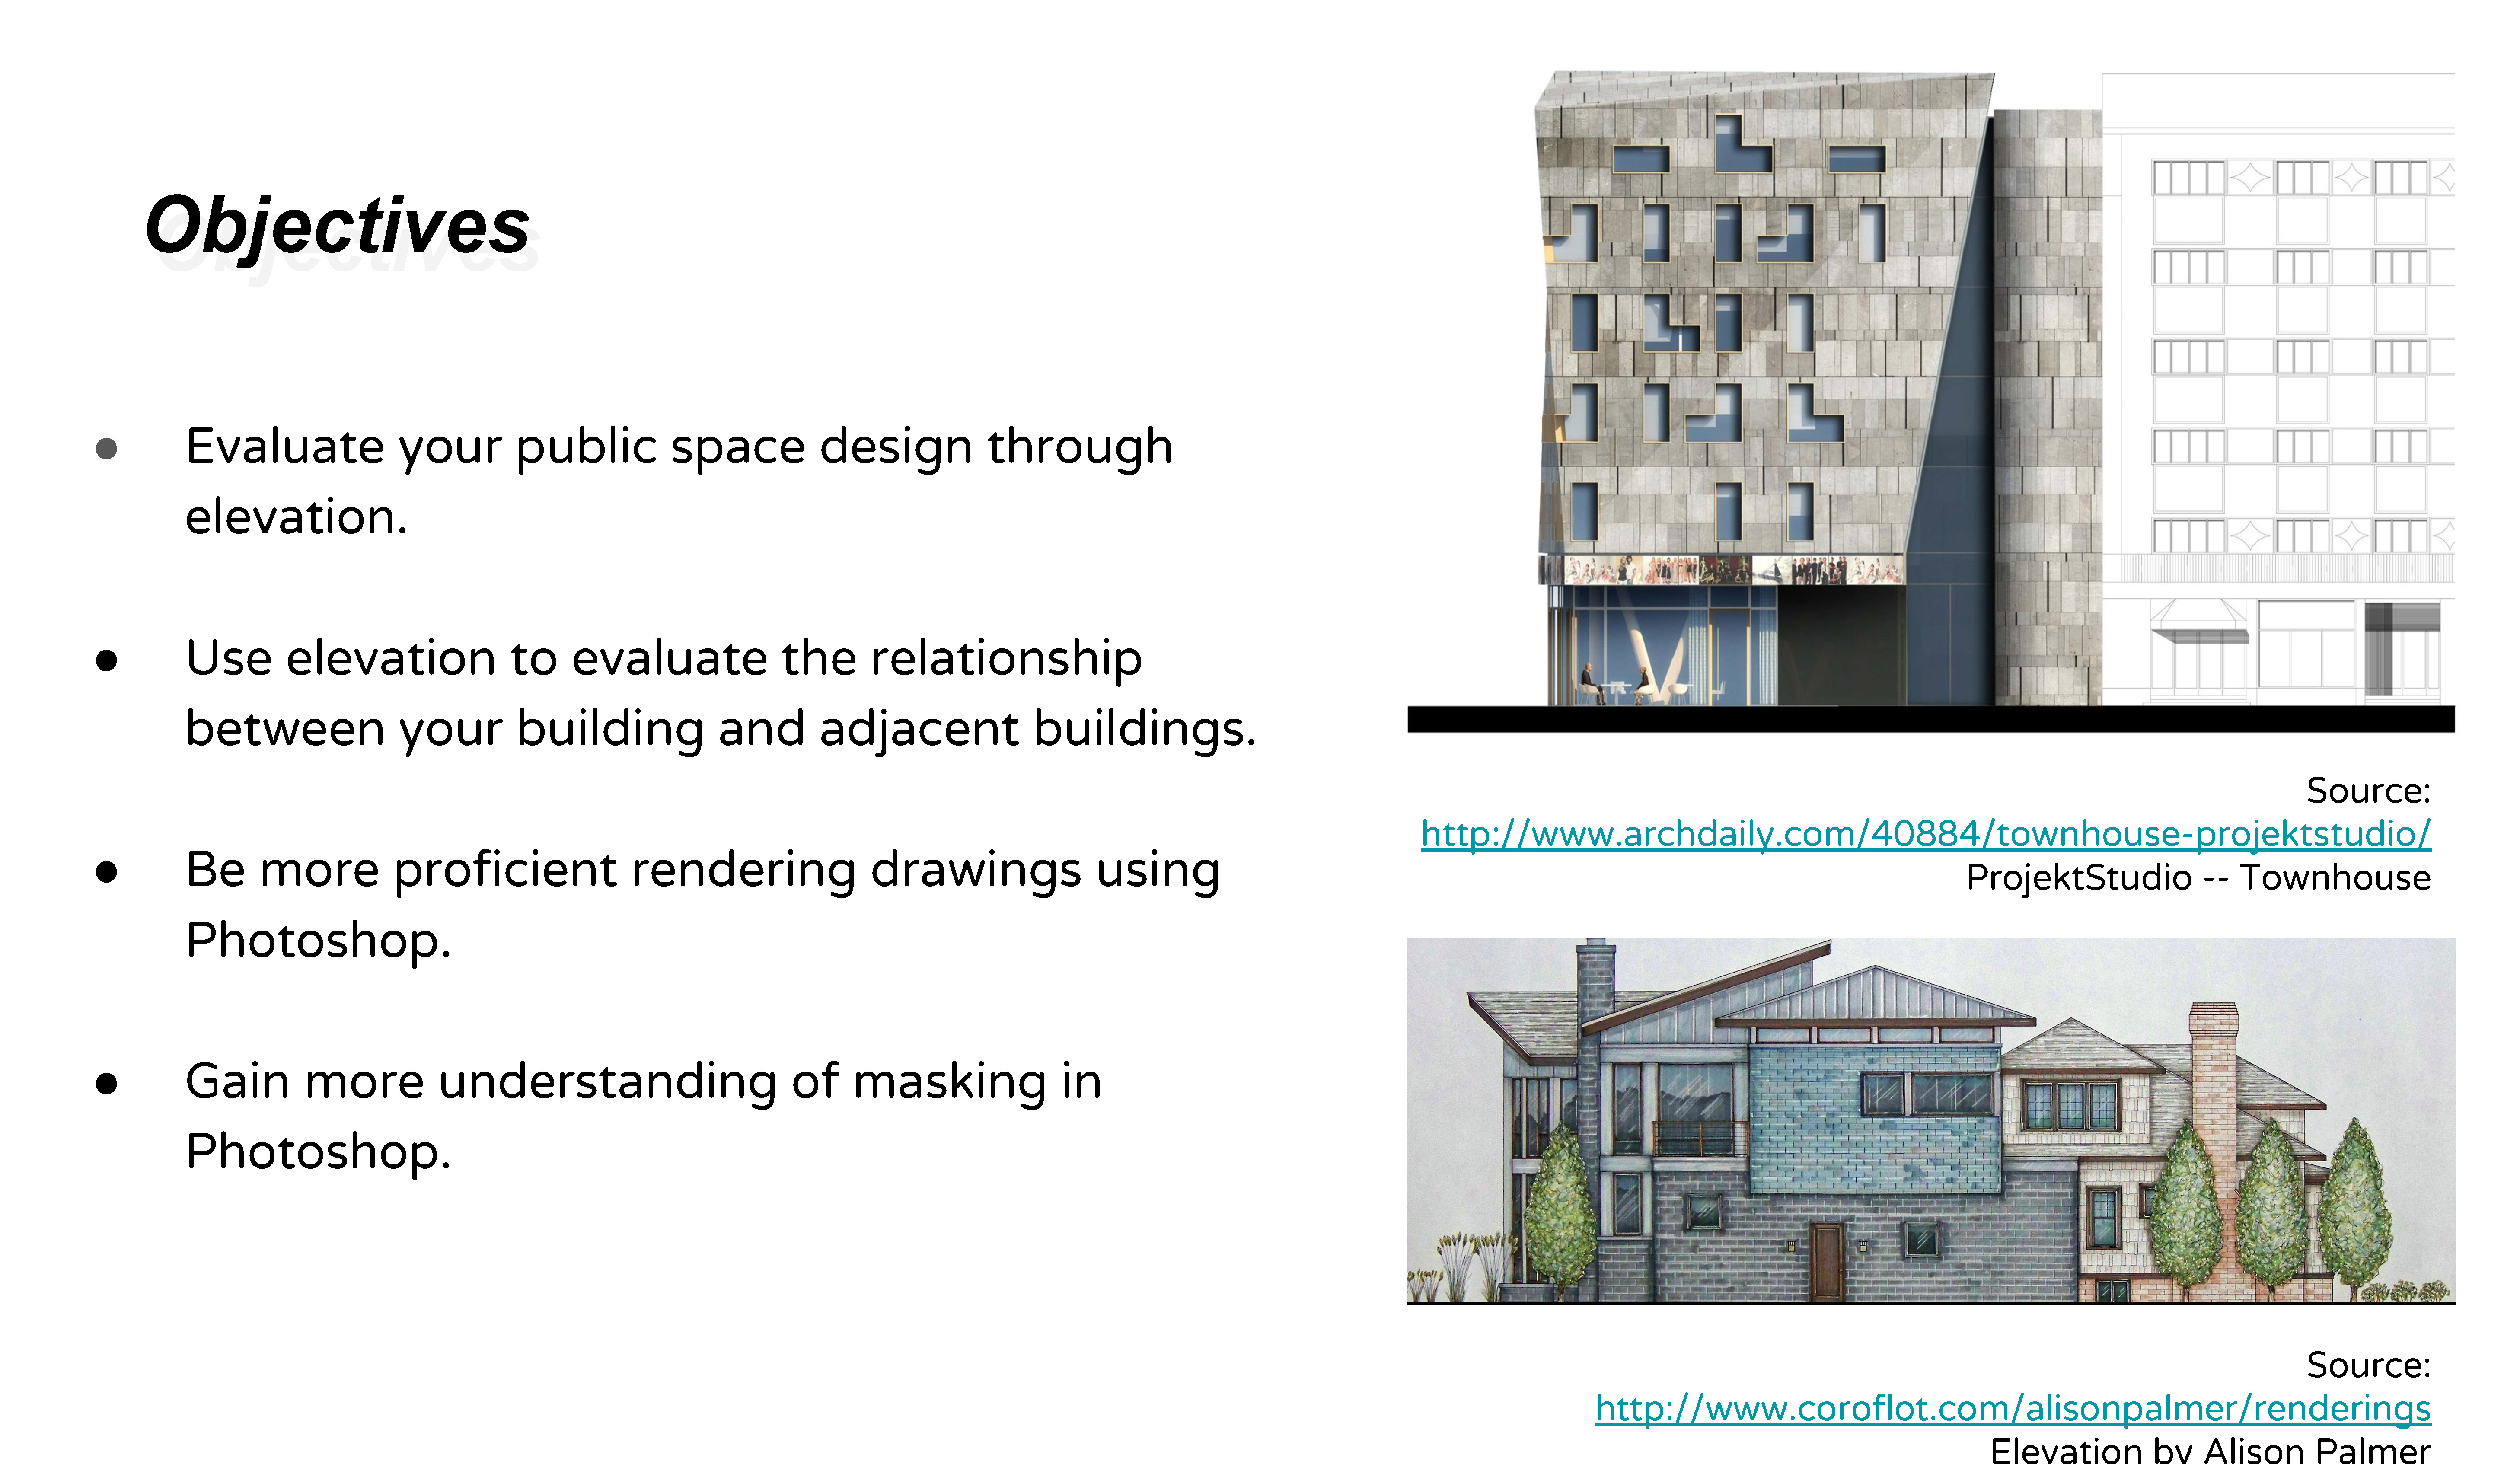 Objectives
● Evaluate your public space design through
elevation.
● Use elevation to evaluate the relationship
between your building and adjacent buildings.
● Be more proficient rendering drawings using
Photoshop.
● Gain more understanding of masking in
Photoshop.
Source:
http://www.archdaily.com/40884/townhouse-projektstudio/
ProjektStudio -- Townhouse
Source:
http://www.coroflot.com/alisonpalmer/renderings
Elevation by Alison Palmer